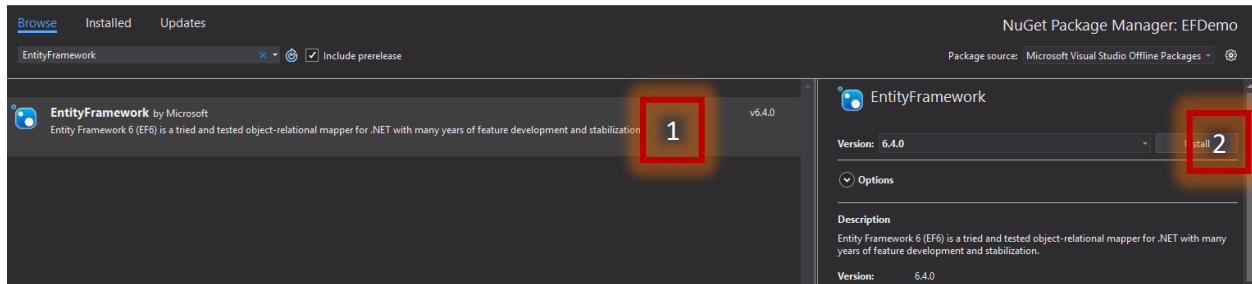 Browse Installed Updates
NuGet Package Manager: EFDemo
EntityFramework
Include prerelease
Package source: Microsoft Visual Studio Offline Packages
EntityFramework by Microsoft
v6.4.0
Entity Framework 6 (EF6) is a tried and tested object-relational mapper for .NET with many years of feature development and stabilization.
1
EntityFramework
Version: 6.4.0
Install
2
Options
Description
Entity Framework 6 (EF6) is a tried and tested object-relational mapper for .NET with many
years of feature development and stabilization.
Version: 6.4.0